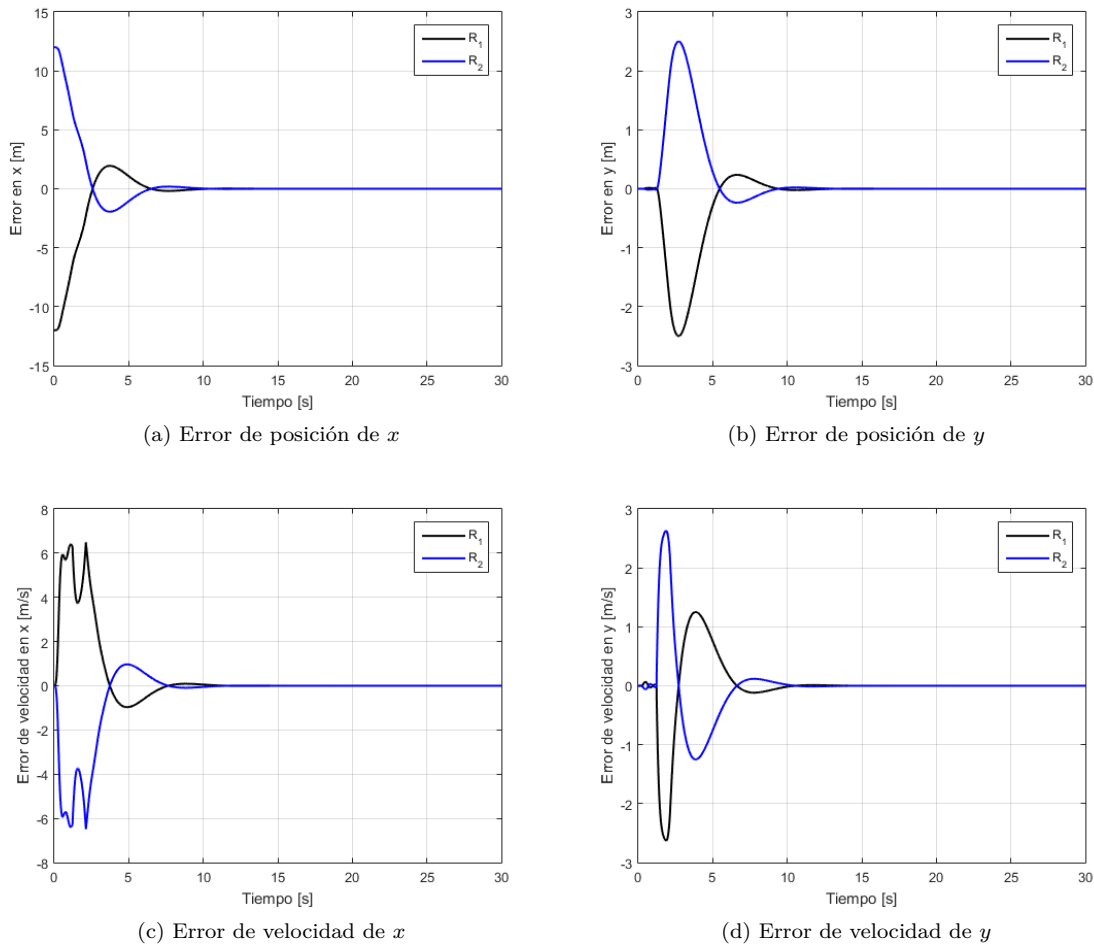 15
10
5
0
-5
-10
-15
Error en x [m]
R1
R2
0 5 10 15 20 25 30
Tiempo [s]
(a) Error de posición de x
3
2
1
0
-1
-2
-3
Error en y [m]
R1
R2
0 5 10 15 20 25 30
Tiempo [s]
(b) Error de posición de y
8
6
4
2
0
-2
-4
-6
-8
Error de velocidad en x [m/s]
R1
R2
0 5 10 15 20 25 30
Tiempo [s]
(c) Error de velocidad de x
3
2
1
0
-1
-2
-3
Error de velocidad en y [m/s]
R1
R2
0 5 10 15 20 25 30
Tiempo [s]
(d) Error de velocidad de y